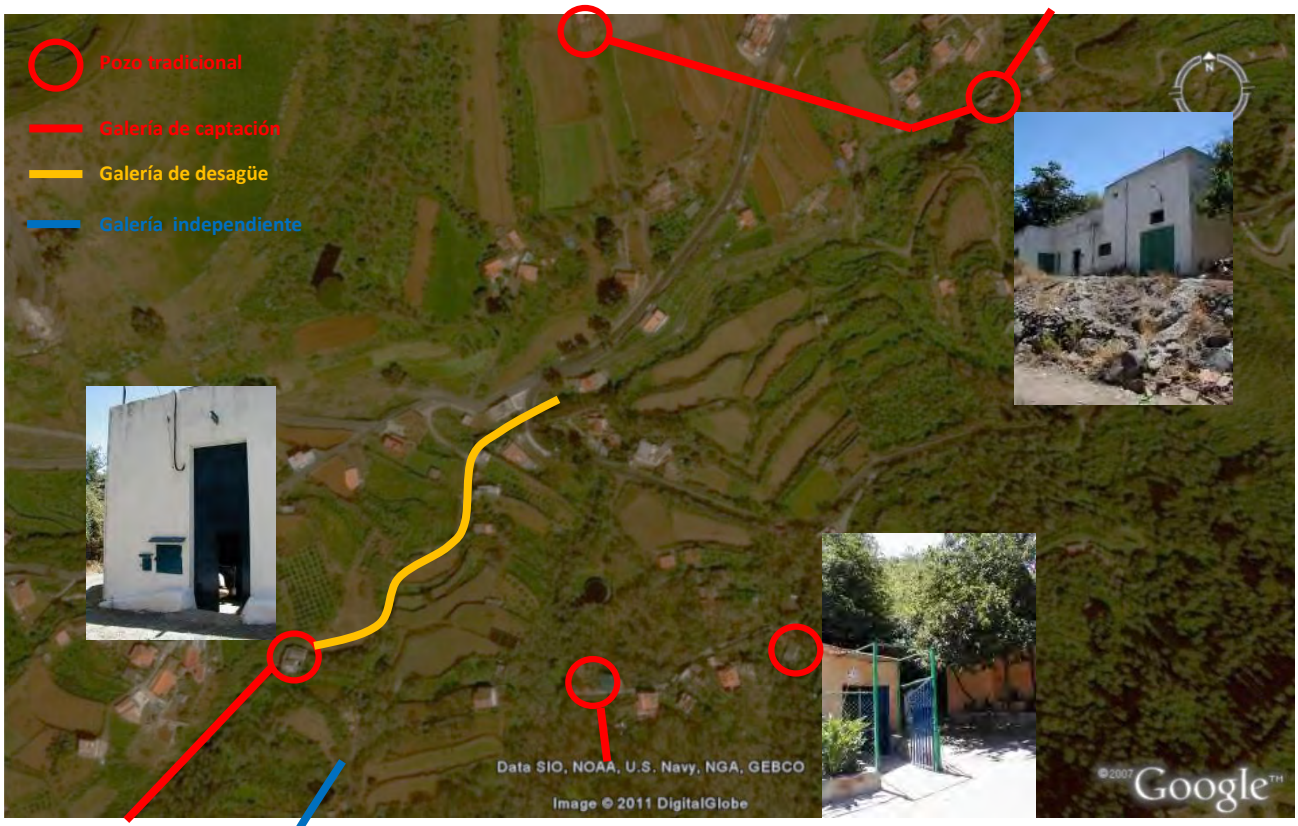 Pozo tradicional
Galería de captación
Galería de desagüe
Galería independiente
N
Data SIO, NOAA, U.S. Navy, NGA, GEBCO
Image © 2011 DigitalGlobe
©2007 Google™